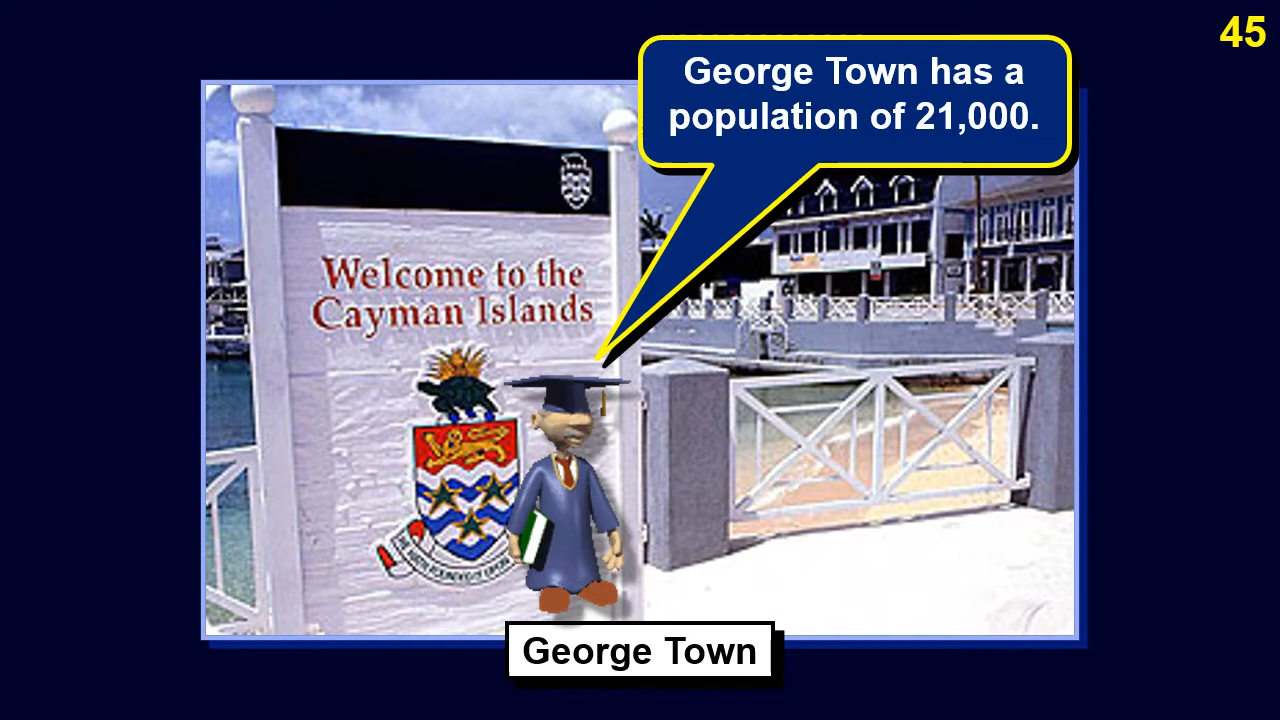 45
George Town has a
population of 21,000.
Welcome to the
Cayman Islands
George Town